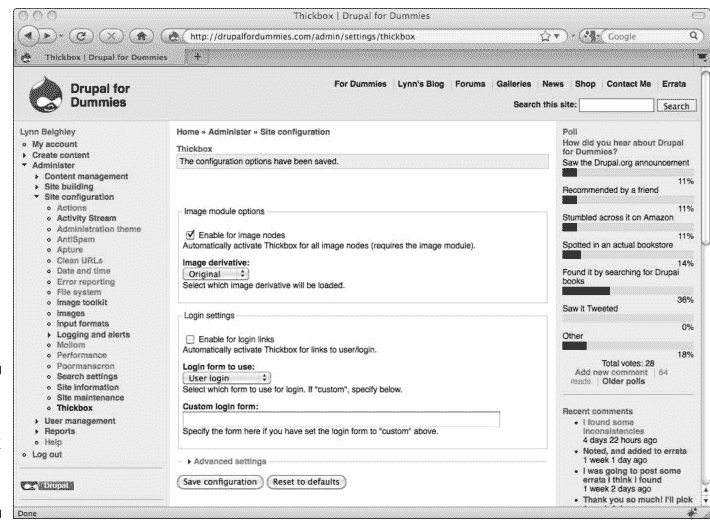 Thickbox | Drupal for Dummies
http://drupalfordummies.com/admin/settings/thickbox
Google
Thickbox | Drupal for Dummies
Drupal for
Dummies
For Dummies Lynn's Blog Forums Galleries News Shop Contact Me Errata
Search this site:
Search
Lynn Beighley
My account
Create content
Administer
Content management
Site building
Site configuration
Actions
Activity Stream
Administration theme
AntiSpam
Apture
Clean URLs
Date and time
Error reporting
File system
Image toolkit
Images
Input formats
Logging and alerts
Mollom
Performance
Poormanscron
Search settings
Site information
Site maintenance
Thickbox
User management
Reports
Help
Log out
Drupal
Home » Administer » Site configuration
Thickbox
The configuration options have been saved.
Image module options
Enable for image nodes
Automatically activate Thickbox for all image nodes (requires the image module).
Image derivative:
Original
Select which image derivative will be loaded.
Login settings
Enable for login links
Automatically activate Thickbox for links to user/login.
Login form to use:
User login
Select which form to use for login. If "custom", specify below.
Custom login form:
Specify the form here if you have set the login form to "custom" above.
Advanced settings
Save configuration
Reset to defaults
Poll
How did you hear about Drupal
for Dummies?
Saw the Drupal.org announcement
11%
Recommended by a friend
11%
Stumbled across it on Amazon
11%
Spotted in an actual bookstore
14%
Found it by searching for Drupal
books
36%
Saw it Tweeted
0%
Other
18%
Total votes: 28
Add new comment 64
reads Older polls
Recent comments
I found some
inconsistencies
4 days 22 hours ago
Noted, and added to errata
1 week 1 day ago
I was going to post some
errata I think I found
1 week 2 days ago
Thank you so much! I'll pick
Done